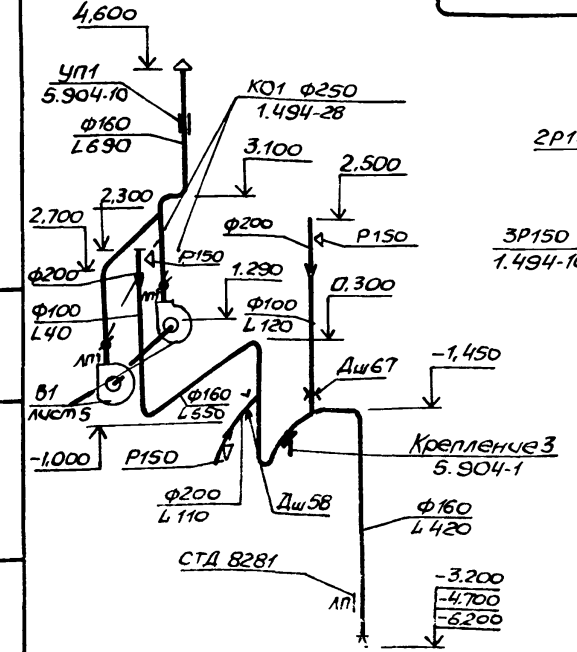 4,600
УП1
5.904-10
КО1 Ф250
1.494-28
Ф160
L690
3.100
2,500
2Р1
2,300
2,700
Ф200
Р150
Р150
3Р150
1.494-10
Ф200
1.290
0,300
Ф100
L40
ЛП
Ф100
L120
ЛП
Дш67
-1,450
В1
лист5
Ф160
L550
-1,000
Р150
Крепление 3
5.904-1
Ф200
L110
Дш58
Ф160
L420
СТД 8281
ЛП
-3.200
-4.700
-6.200